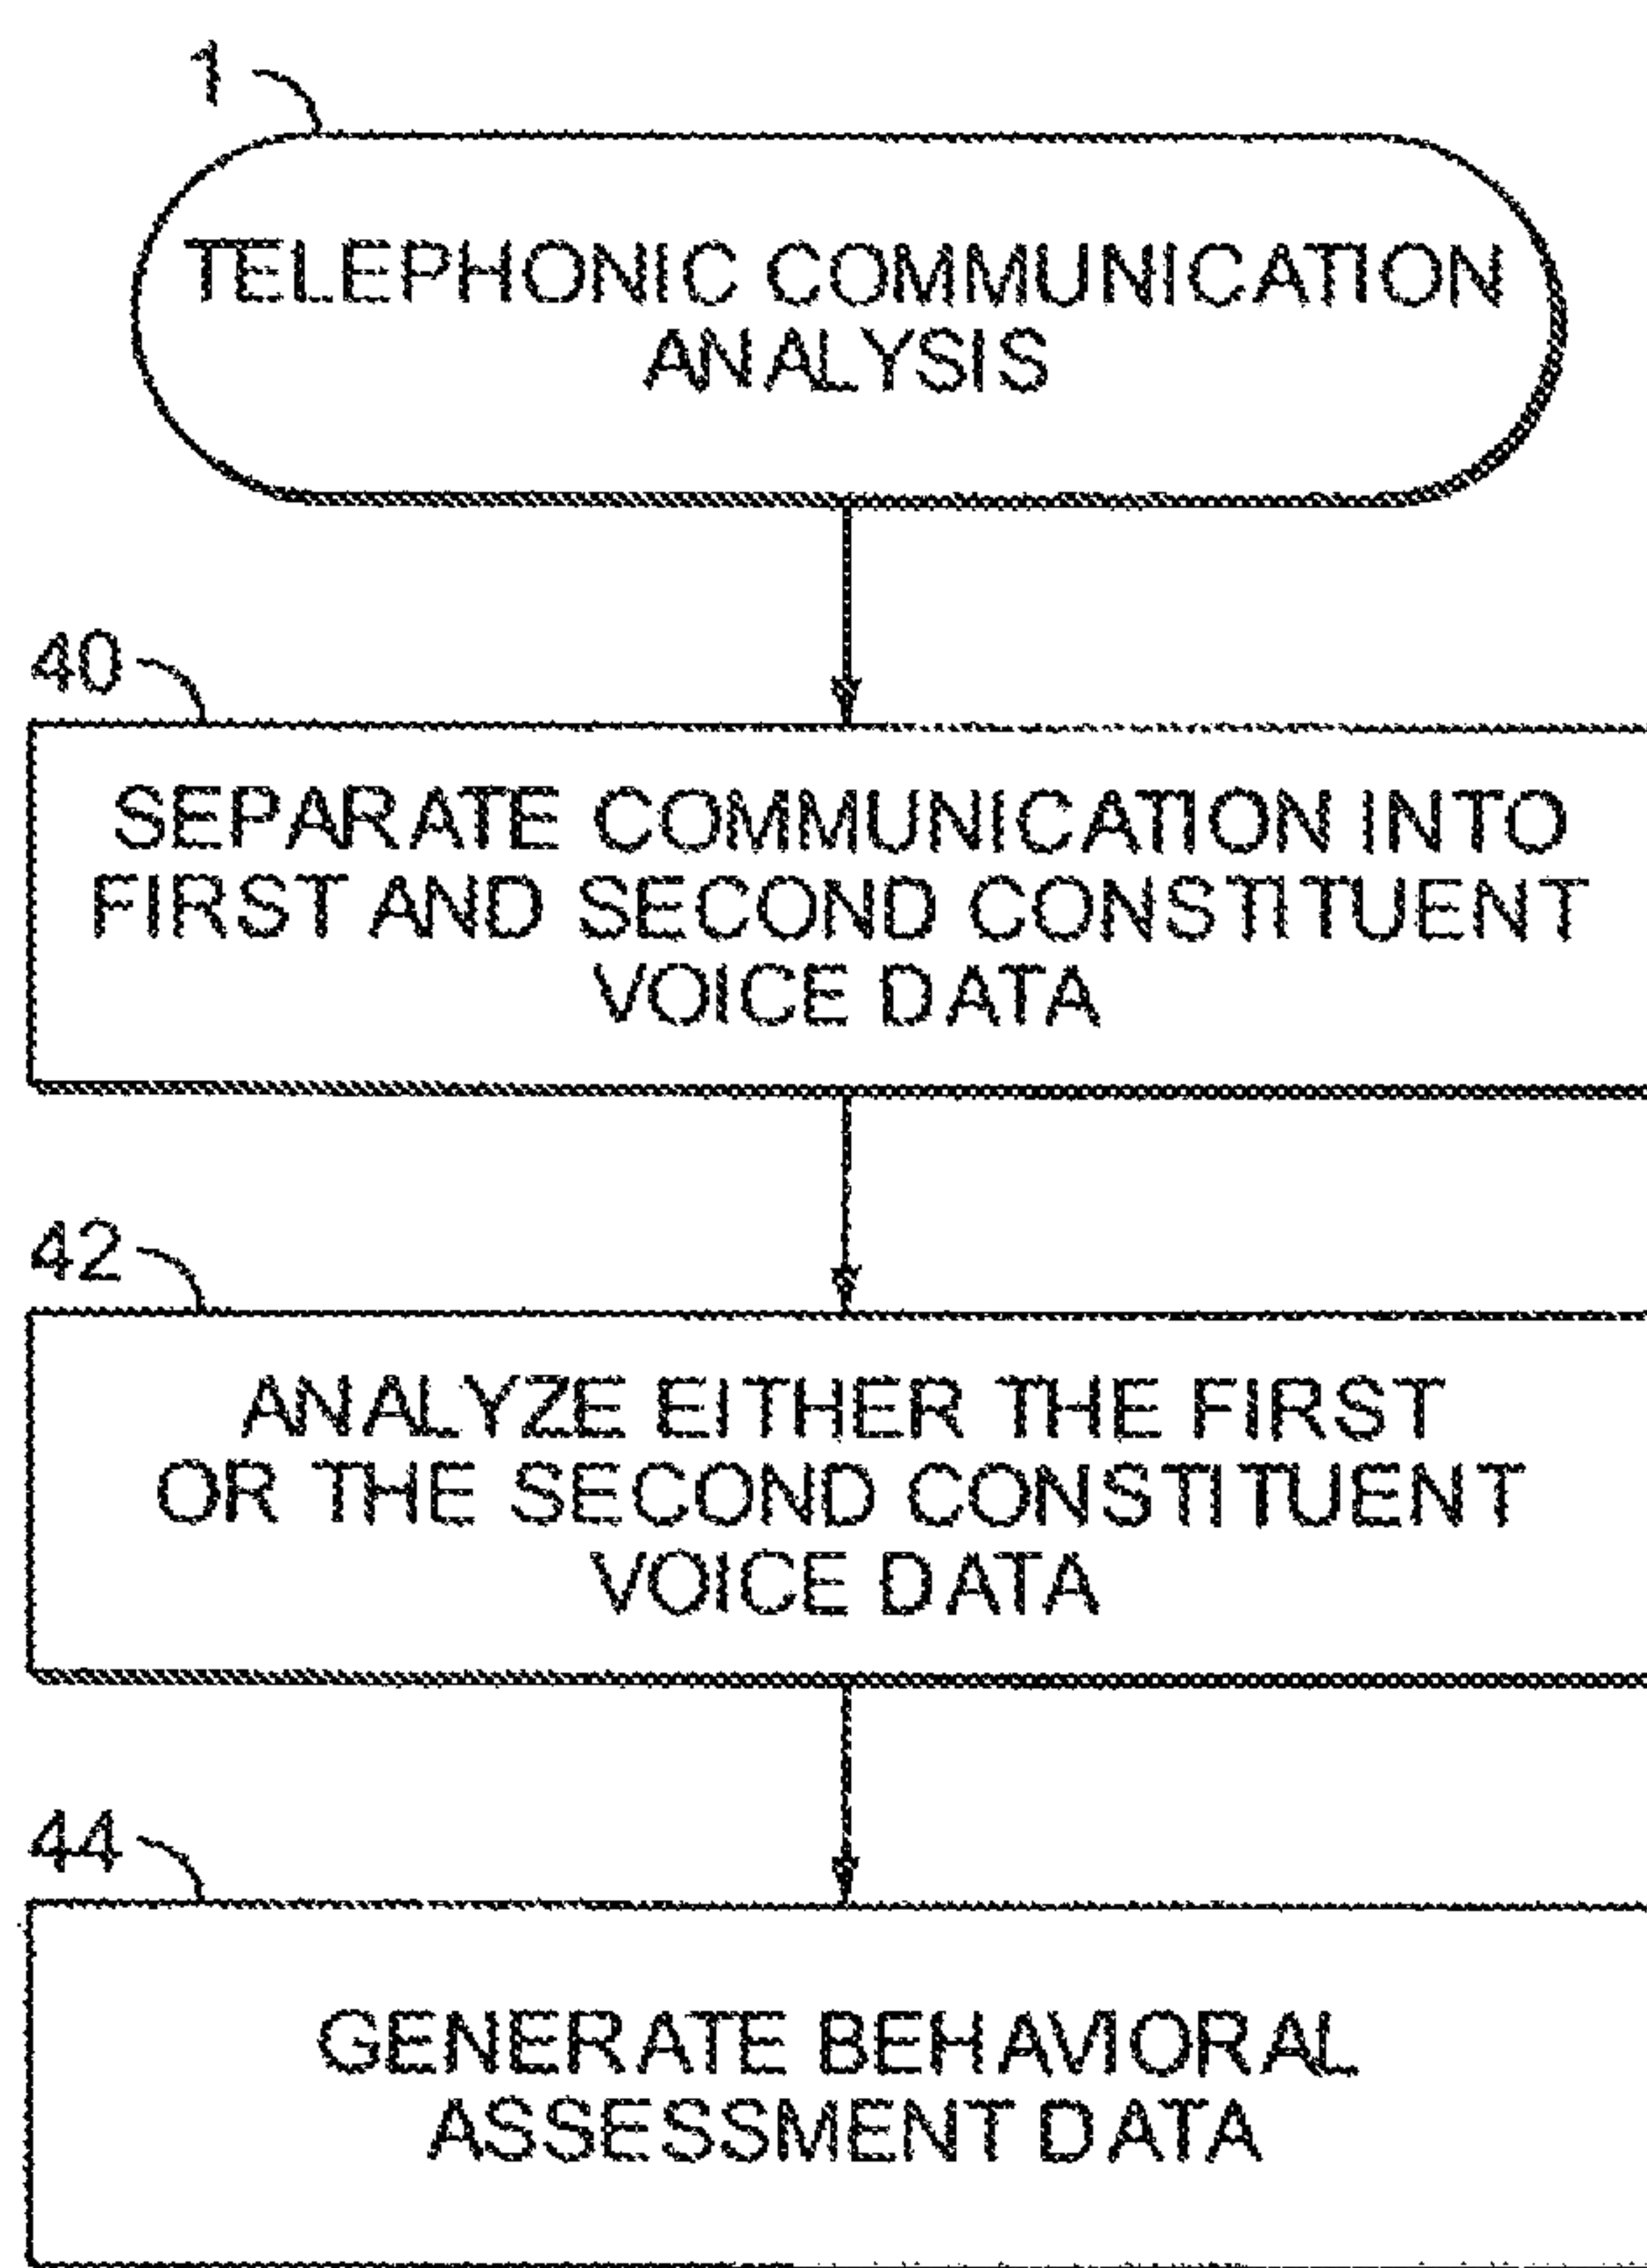 1
TELEPHONIC COMMUNICATION
ANALYSIS
40
SEPARATE COMMUNICATION INTO
FIRST AND SECOND CONSTITUENT
VOICE DATA
42
ANALYZE EITHER THE FIRST
OR THE SECOND CONSTITUENT
VOICE DATA
44
GENERATE BEHAVIORAL
ASSESSMENT DATA